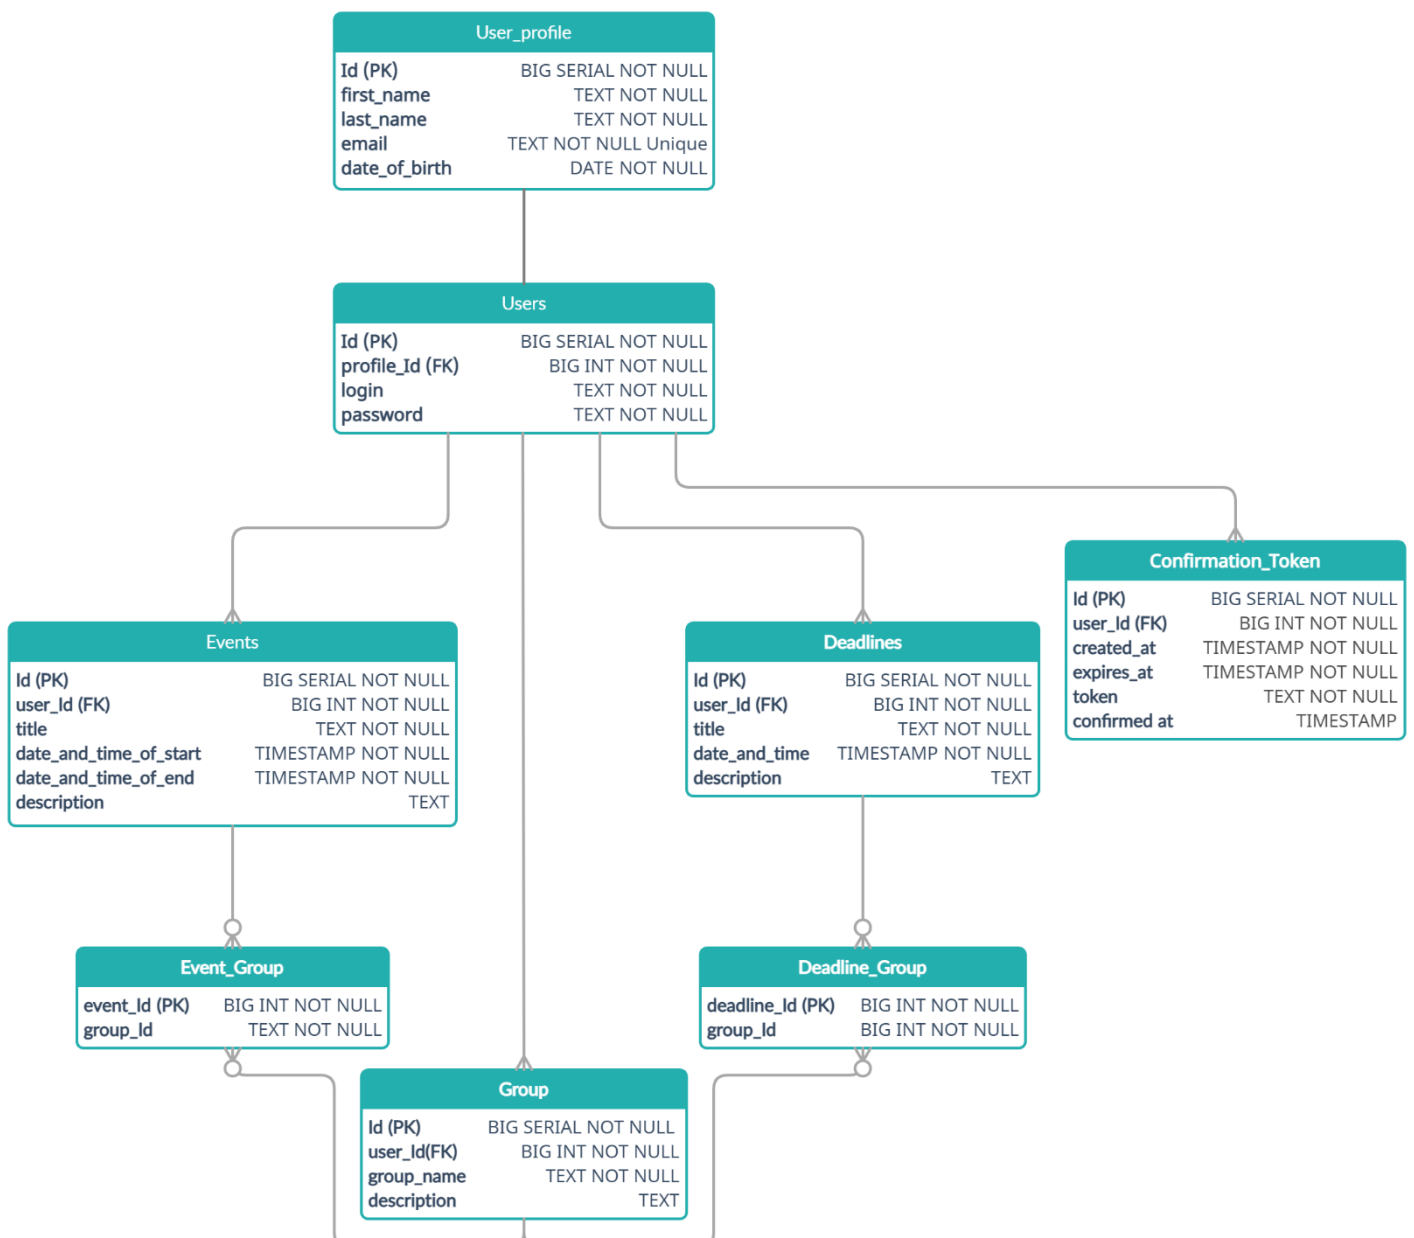 User_profile
Id (PK) BIG SERIAL NOT NULL
first_name TEXT NOT NULL
last_name TEXT NOT NULL
email TEXT NOT NULL Unique
date_of_birth DATE NOT NULL
Users
Id (PK) BIG SERIAL NOT NULL
profile_Id (FK) BIG INT NOT NULL
login TEXT NOT NULL
password TEXT NOT NULL
Confirmation_Token
Id (PK) BIG SERIAL NOT NULL
user_Id (FK) BIG INT NOT NULL
created_at TIMESTAMP NOT NULL
expires_at TIMESTAMP NOT NULL
token TEXT NOT NULL
confirmed at TIMESTAMP
Events
Id (PK) BIG SERIAL NOT NULL
user_Id (FK) BIG INT NOT NULL
title TEXT NOT NULL
date_and_time_of_start TIMESTAMP NOT NULL
date_and_time_of_end TIMESTAMP NOT NULL
description TEXT
Deadlines
Id (PK) BIG SERIAL NOT NULL
user_Id (FK) BIG INT NOT NULL
title TEXT NOT NULL
date_and_time TIMESTAMP NOT NULL
description TEXT
Event_Group
event_Id (PK) BIG INT NOT NULL
group_Id TEXT NOT NULL
Deadline_Group
deadline_Id (PK) BIG INT NOT NULL
group_Id BIG INT NOT NULL
Group
Id (PK) BIG SERIAL NOT NULL
user_Id(FK) BIG INT NOT NULL
group_name TEXT NOT NULL
description TEXT